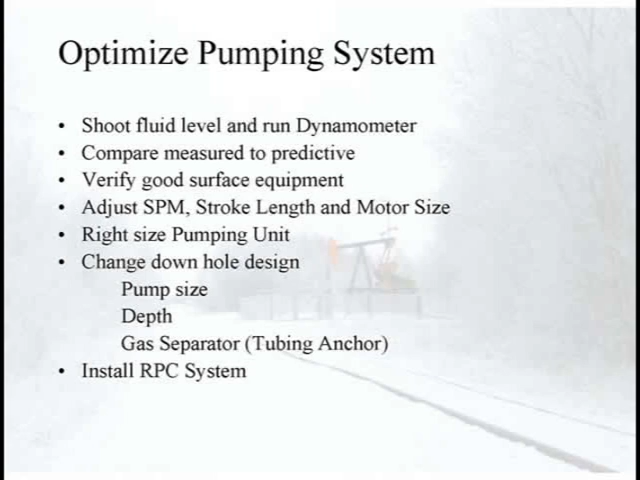 Optimize Pumping System
• Shoot fluid level and run Dynamometer
• Compare measured to predictive
• Verify good surface equipment
• Adjust SPM, Stroke Length and Motor Size
• Right size Pumping Unit
• Change down hole design
Pump size
Depth
Gas Separator (Tubing Anchor)
• Install RPC System